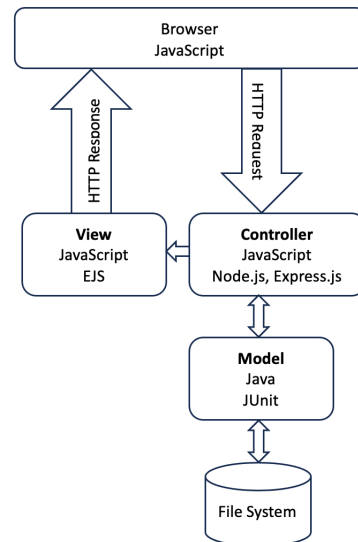 Browser
JavaScript
HTTP Response
HTTP Request
View
JavaScript
EJS
Controller
JavaScript
Node.js, Express.js
Model
Java
JUnit
File System